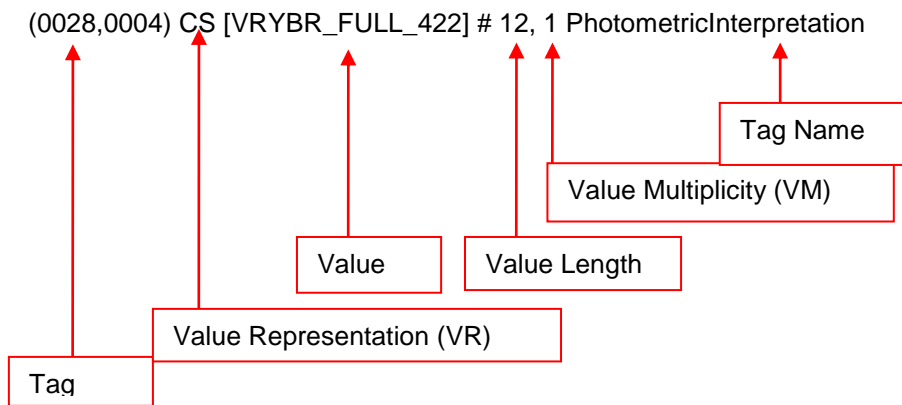 (0028,0004) CS [VRYBR_FULL_422] # 12, 1 PhotometricInterpretation
Tag Name
Value Multiplicity (VM)
Value
Value Length
Value Representation (VR)
Tag